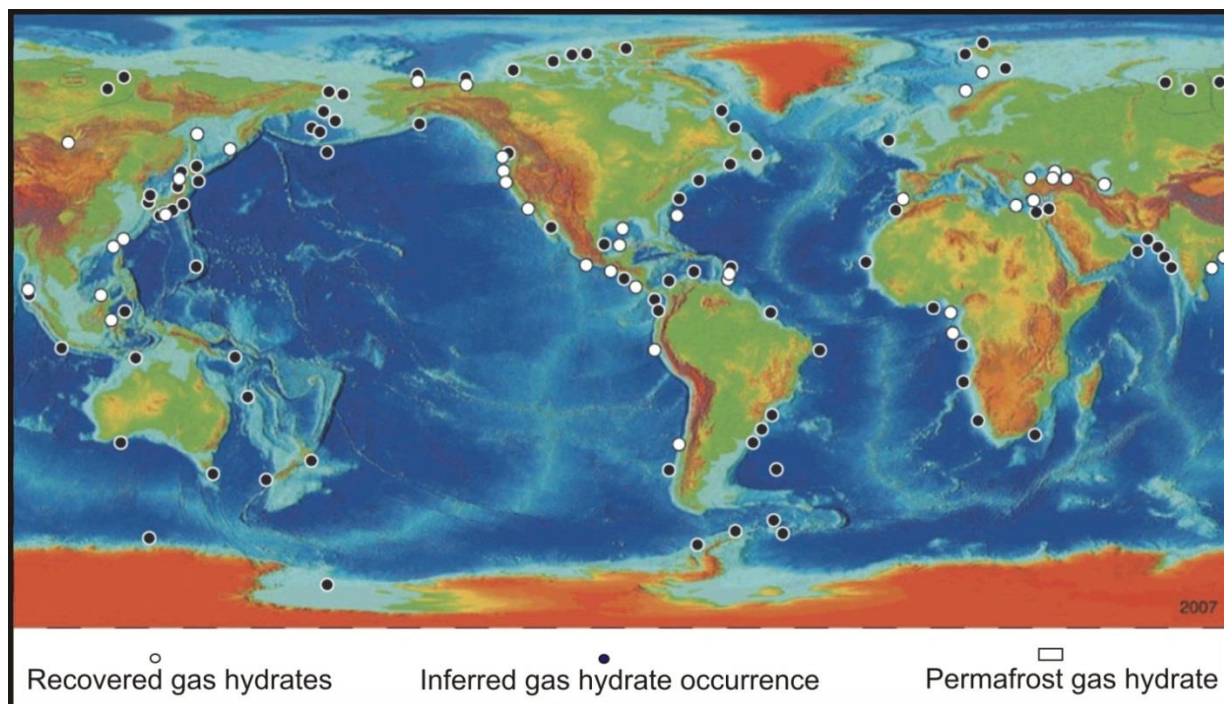 2007
Recovered gas hydrates
Inferred gas hydrate occurrence
Permafrost gas hydrate